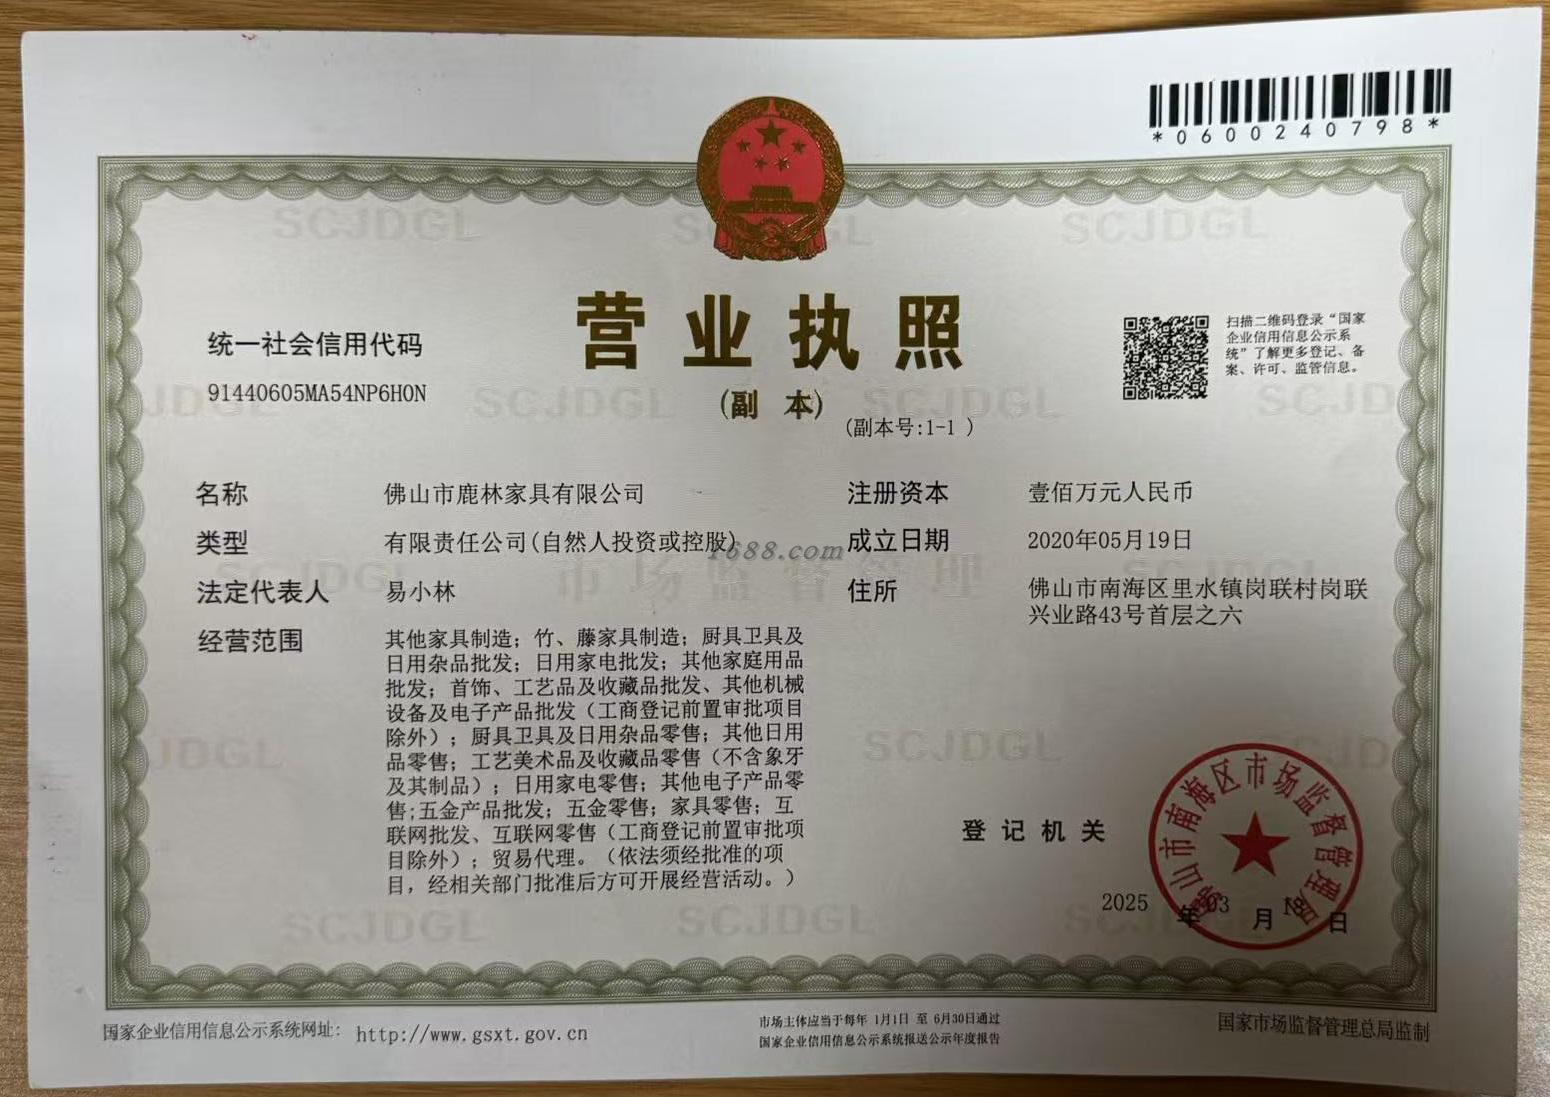 *0600240798*
营业执照
(副 本)
(副本号:1-1 )
统一社会信用代码
91440605MA54NP6H0N
扫描二维码登录“国家
企业信用信息公示系
统”了解更多登记、备
案、许可、监管信息。
名称 佛山市鹿林家具有限公司
类型 有限责任公司(自然人投资或控股)
法定代表人 易小林
经营范围 其他家具制造；竹、藤家具制造；厨具卫具及
日用杂品批发；日用家电批发；其他家庭用品
批发；首饰、工艺品及收藏品批发、其他机械
设备及电子产品批发（工商登记前置审批项目
除外）；厨具卫具及日用杂品零售；其他日用
品零售；工艺美术品及收藏品零售（不含象牙
及其制品）；日用家电零售；其他电子产品零
售;五金产品批发；五金零售；家具零售；互
联网批发、互联网零售（工商登记前置审批项
目除外）；贸易代理。（依法须经批准的项
目，经相关部门批准后方可开展经营活动。）
注册资本 壹佰万元人民币
成立日期 2020年05月19日
住所 佛山市南海区里水镇岗联村岗联
兴业路43号首层之六
1688.com
SCJDGL
市场监督管理
登记机关
佛山市南海区市场监督管理局
2025年03月18日
国家企业信用信息公示系统网址: http://www.gsxt.gov.cn
市场主体应当于每年 1月1日 至 6月30日通过
国家企业信用信息公示系统报送公示年度报告
国家市场监督管理总局监制